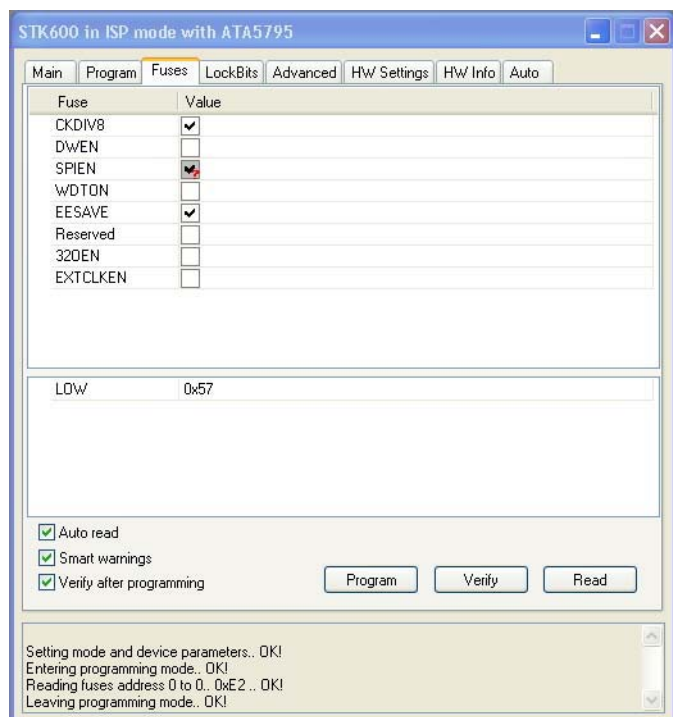 STK600 in ISP mode with ATA5795
Main Program Fuses LockBits Advanced HW Settings HW Info Auto
Fuse Value
CKDIV8
DWEN
SPIEN
WDTON
EESAVE
Reserved
32OEN
EXTCLKEN
LOW 0x57
Auto read
Smart warnings
Verify after programming
Program Verify Read
Setting mode and device parameters.. OK!
Entering programming mode.. OK!
Reading fuses address 0 to 0.. 0xE2 .. OK!
Leaving programming mode.. OK!